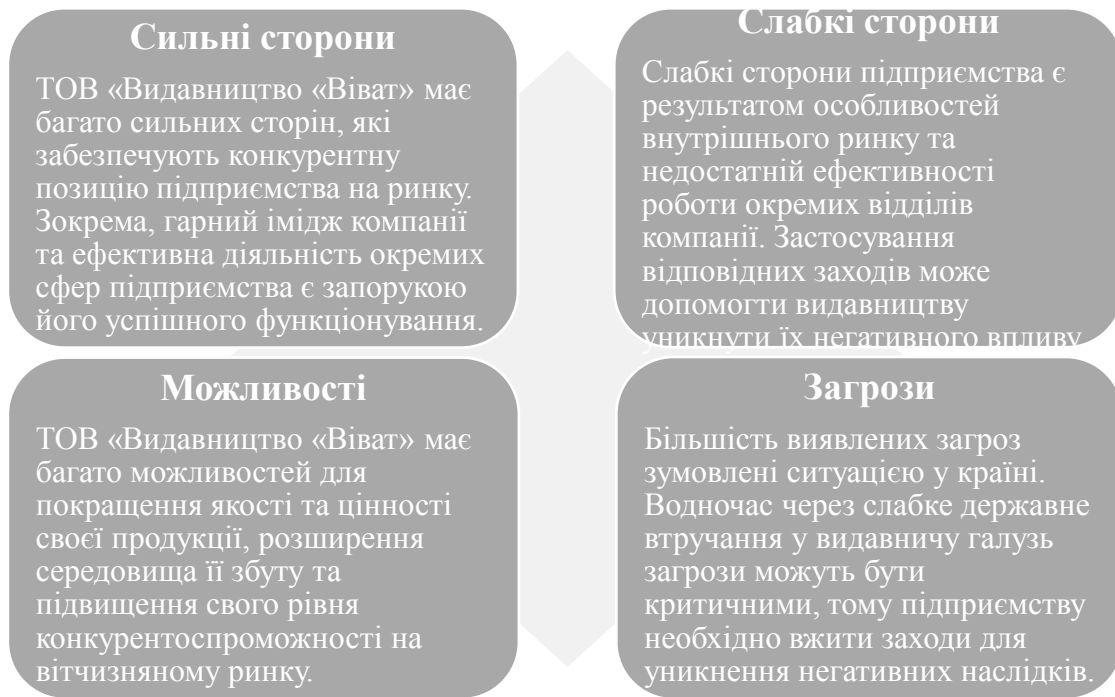 Сильні сторони
ТОВ «Видавництво «Віват» має
багато сильних сторін, які
забезпечують конкурентну
позицію підприємства на ринку.
Зокрема, гарний імідж компанії
та ефективна діяльність окремих
сфер підприємства є запорукою
його успішного функціонування.
Слабкі сторони
Слабкі сторони підприємства є
результатом особливостей
внутрішнього ринку та
недостатній ефективності
роботи окремих відділів
компанії. Застосування
відповідних заходів може
допомогти видавництву
уникнути їх негативного впливу
Можливості
ТОВ «Видавництво «Віват» має
багато можливостей для
покращення якості та цінності
своєї продукції, розширення
середовища її збуту та
підвищення свого рівня
конкурентоспроможності на
вітчизняному ринку.
Загрози
Більшість виявлених загроз
зумовлені ситуацією у країні.
Водночас через слабке державне
втручання у видавничу галузь
загрози можуть бути
критичними, тому підприємству
необхідно вжити заходи для
уникнення негативних наслідків.